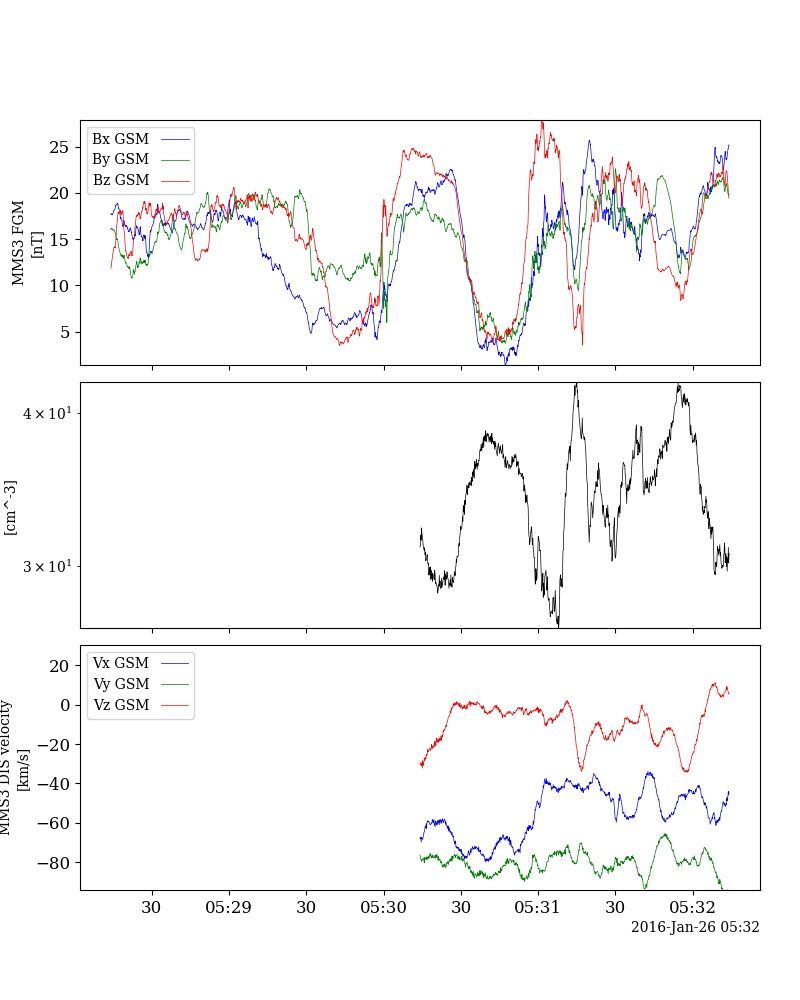 Bx GSM
By GSM
Bz GSM
MMS3 FGM
[nT]
25
20
15
10
5
[cm^-3]
4 × 10¹
3 × 10¹
Vx GSM
Vy GSM
Vz GSM
MMS3 DIS velocity
[km/s]
20
0
−20
−40
−60
−80
30
05:29
30
05:30
30
05:31
30
05:32
2016-Jan-26 05:32